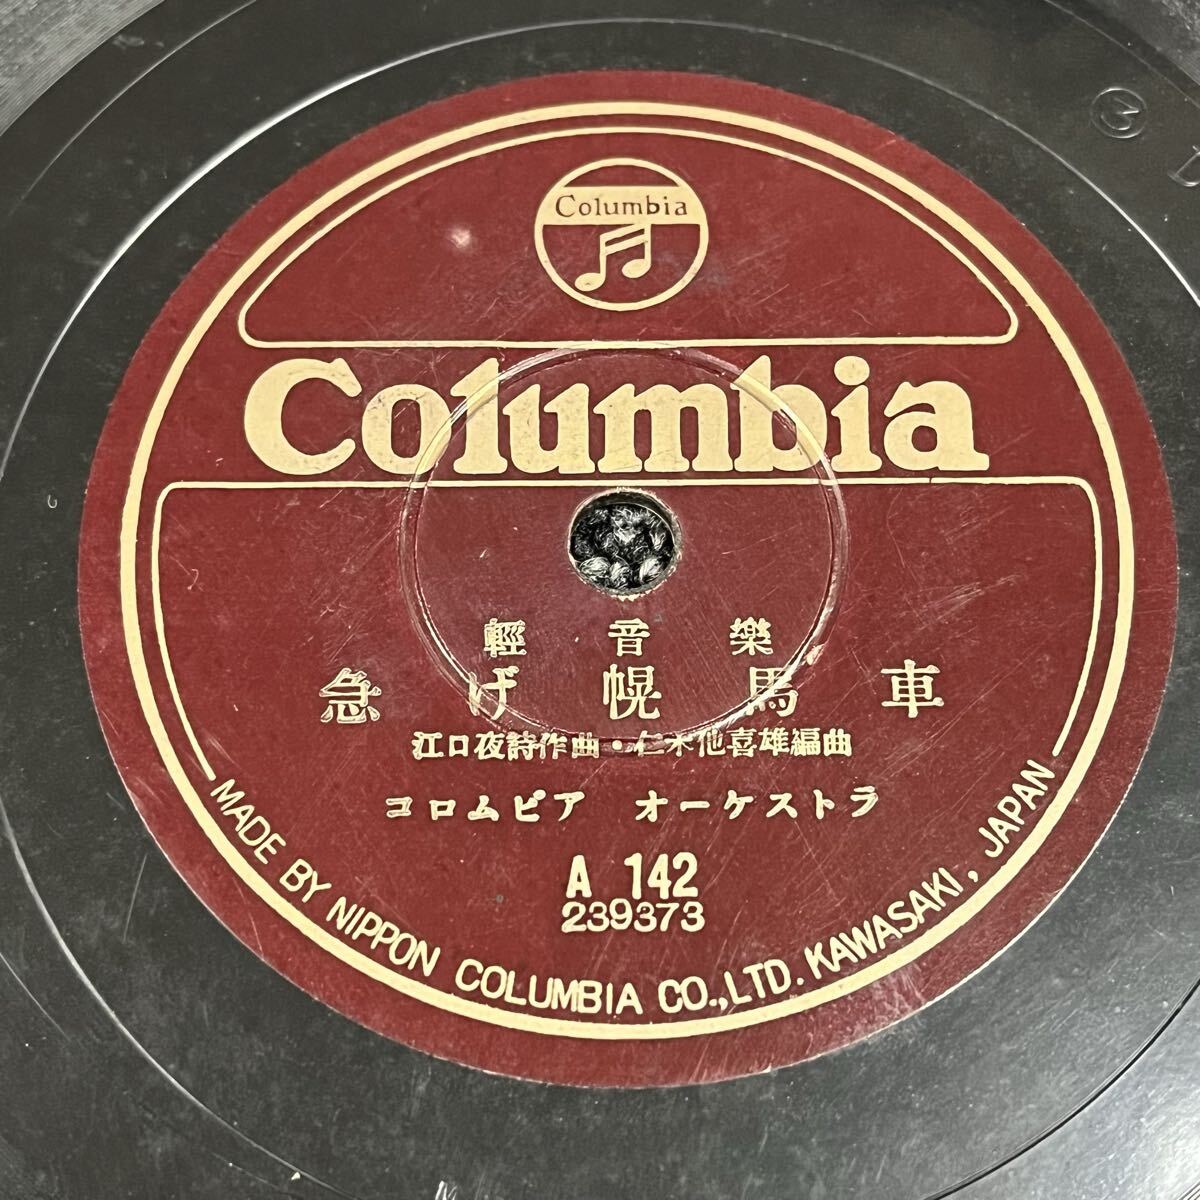 Columbia
Columbia
輕音樂
急げ幌馬車
江口夜詩作曲・仁木他喜雄編曲
コロムビア オーケストラ
A 142
239373
MADE BY NIPPON COLUMBIA CO.,LTD. KAWASAKI, JAPAN